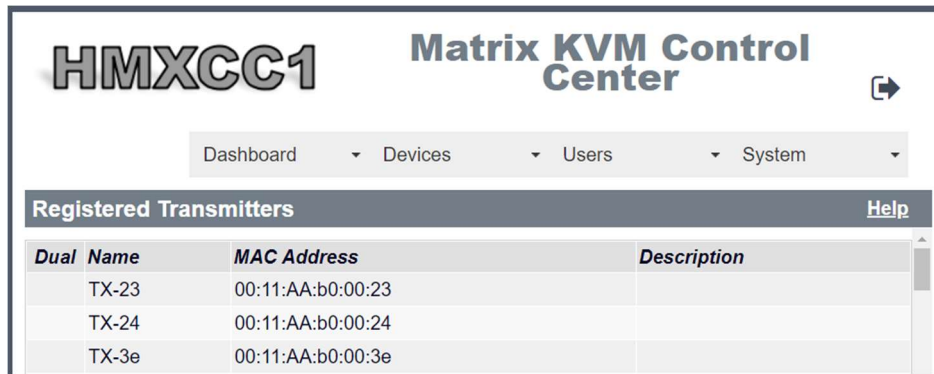 HMXCC1
Matrix KVM Control
Center
Dashboard Devices Users System
Registered Transmitters Help
Dual Name MAC Address Description
TX-23 00:11:AA:b0:00:23
TX-24 00:11:AA:b0:00:24
TX-3e 00:11:AA:b0:00:3e